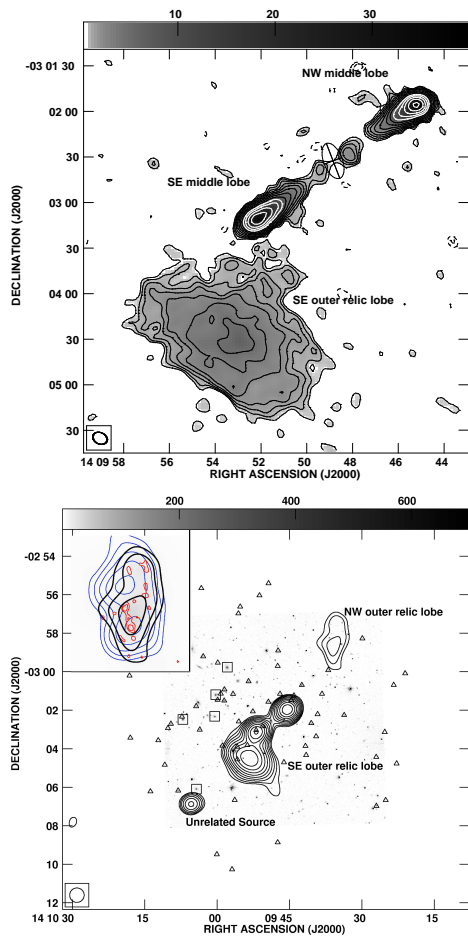 10 20 30
-03 01 30
NW middle lobe
02 00
30
SE middle lobe
03 00
DECLINATION (J2000)
30
SE outer relic lobe
04 00
30
05 00
30
14 09 58 56 54 52 50 48 46 44
RIGHT ASCENSION (J2000)
200 400 600
-02 54
56
NW outer relic lobe
58
-03 00
DECLINATION (J2000)
02
04
SE outer relic lobe
06
Unrelated Source
08
10
12
14 10 30 15 00 09 45 30 15
RIGHT ASCENSION (J2000)